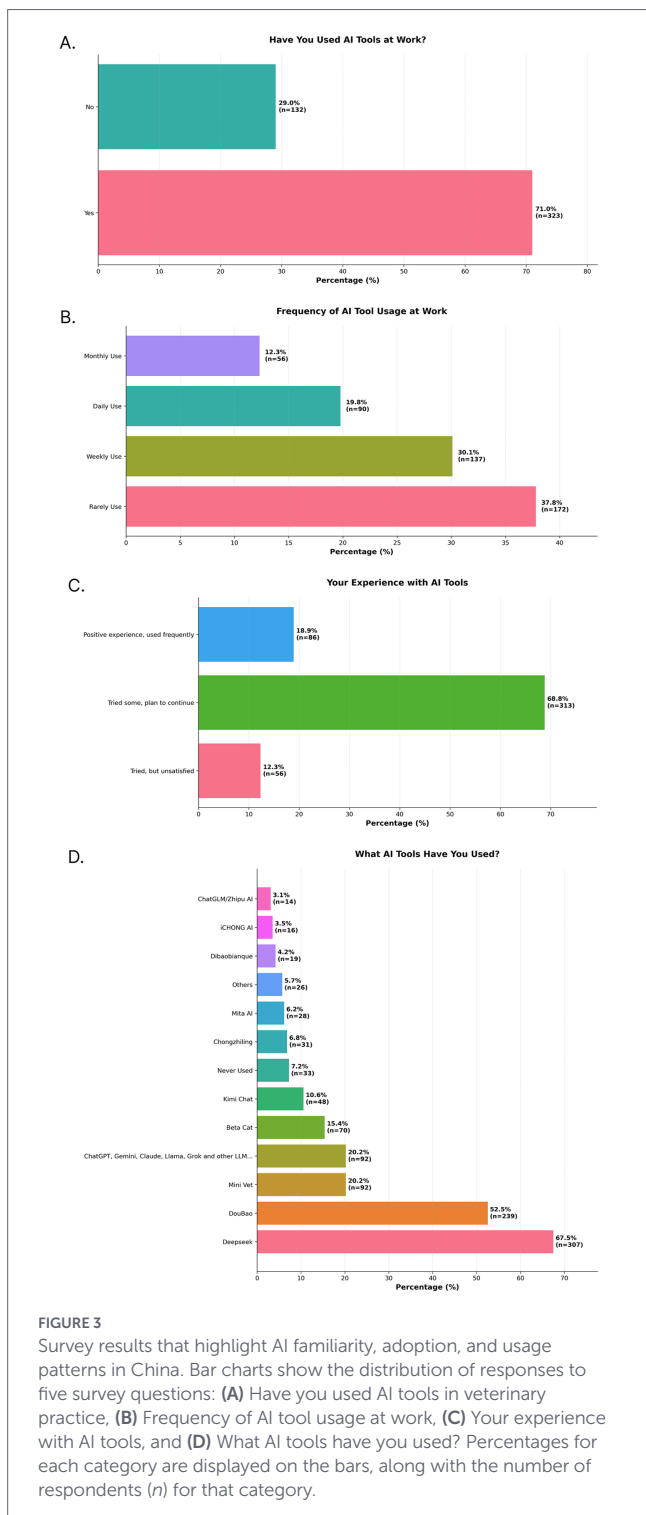 A.
Have You Used AI Tools at Work?
No
29.0%
(n=132)
Yes
71.0%
(n=323)
0 10 20 30 40 50 60 70 80
Percentage (%)
B.
Frequency of AI Tool Usage at Work
Monthly Use
12.3%
(n=56)
Daily Use
19.8%
(n=90)
Weekly Use
30.1%
(n=137)
Rarely Use
37.8%
(n=172)
0 5 10 15 20 25 30 35 40
Percentage (%)
C.
Your Experience with AI Tools
Positive experience, used frequently
18.9%
(n=86)
Tried some, plan to continue
68.8%
(n=313)
Tried, but unsatisfied
12.3%
(n=56)
0 10 20 30 40 50 60 70
Percentage (%)
D.
What AI Tools Have You Used?
ChatGLM/Zhipu AI
3.1%
(n=14)
iCHONG AI
3.5%
(n=16)
Dibaobianque
4.2%
(n=19)
Others
5.7%
(n=26)
Mita AI
6.2%
(n=28)
Chongzhiling
6.8%
(n=31)
Never Used
7.2%
(n=33)
Kimi Chat
10.6%
(n=48)
Beta Cat
15.4%
(n=70)
ChatGPT, Gemini, Claude, Llama, Grok and other LLM...
20.2%
(n=92)
Mini Vet
20.2%
(n=92)
DouBao
52.5%
(n=239)
Deepseek
67.5%
(n=307)
0 10 20 30 40 50 60 70
Percentage (%)
FIGURE 3
Survey results that highlight AI familiarity, adoption, and usage
patterns in China. Bar charts show the distribution of responses to
five survey questions: (A) Have you used AI tools in veterinary
practice, (B) Frequency of AI tool usage at work, (C) Your experience
with AI tools, and (D) What AI tools have you used? Percentages for
each category are displayed on the bars, along with the number of
respondents (n) for that category.